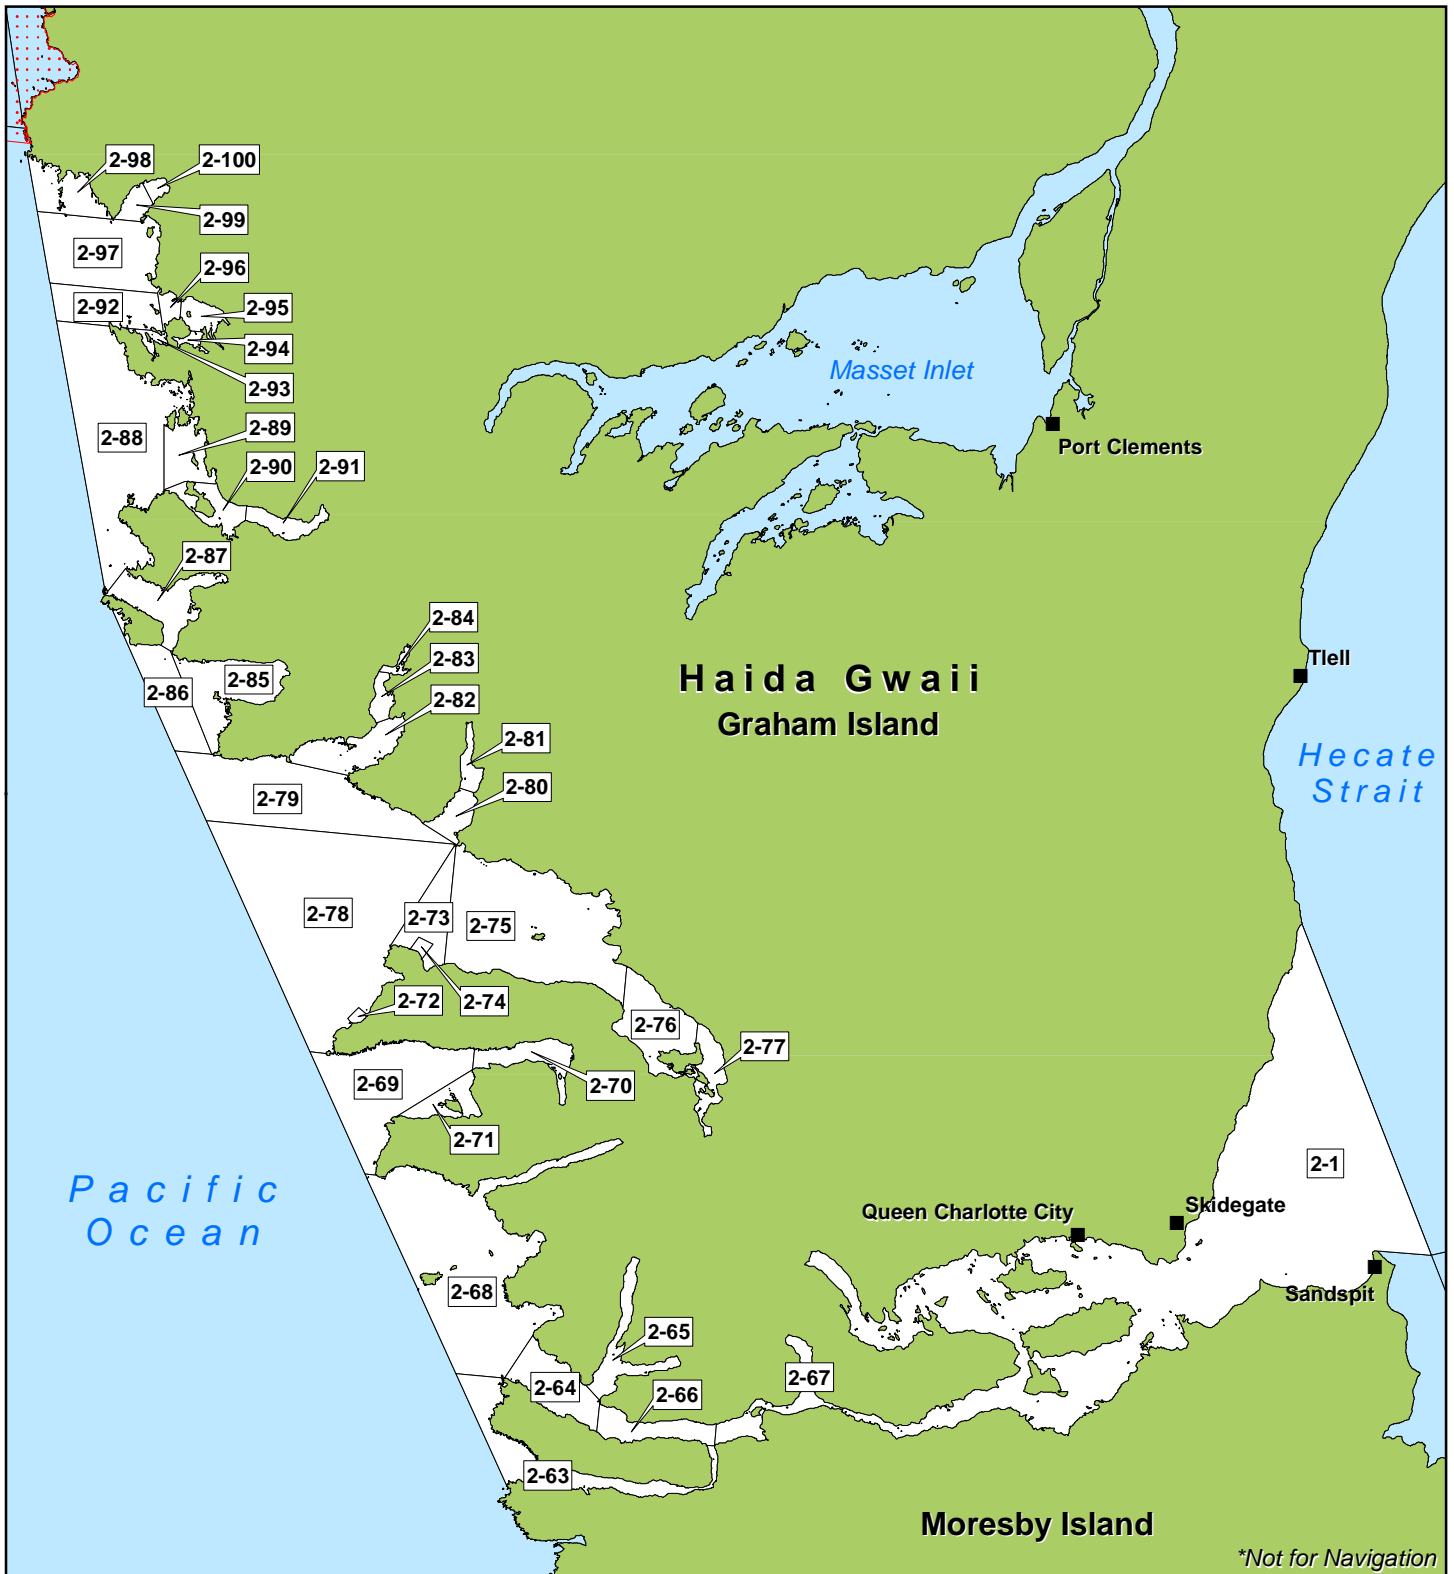 2-98
2-100
2-99
2-97
2-96
2-92
2-95
2-94
2-93
Masset Inlet
2-88
2-89
Port Clements
2-90
2-91
2-87
2-84
2-83
Tlell
2-85
2-86
Haida Gwaii
2-82
Graham Island
2-81
Hecate
Strait
2-80
2-79
2-78
2-73
2-75
2-72
2-74
2-76
2-77
2-69
2-70
2-71
2-1
Pacific
Ocean
Skidegate
Queen Charlotte City
2-68
Sandspit
2-65
2-67
2-64
2-66
2-63
Moresby Island
*Not for Navigation